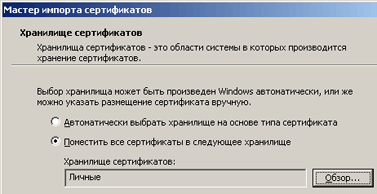 Мастер импорта сертификатов
Хранилище сертификатов
Хранилища сертификатов - это области системы в которых производится
хранение сертификатов.
Выбор хранилища может быть произведен Windows автоматически, или же
можно указать размещение сертификата вручную.
Автоматически выбрать хранилище на основе типа сертификата
Поместить все сертификаты в следующее хранилище
Хранилище сертификатов:
Личные
Обзор...